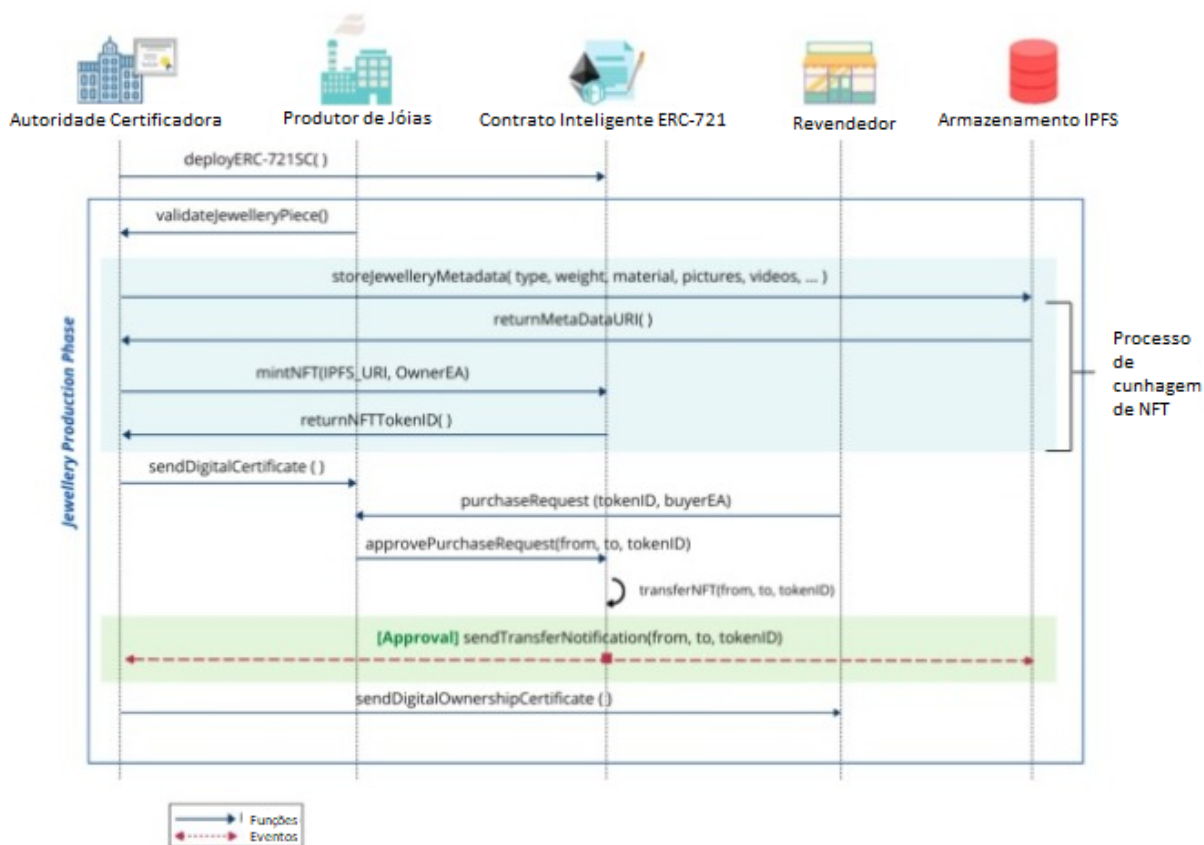 Autoridade Certificadora
Produtor de Jóias
Contrato Inteligente ERC-721
Revendedor
Armazenamento IPFS
deployERC-721SC( )
validateJewelleryPiece()
storeJewelleryMetadata( type, weight, material, pictures, videos, ... )
returnMetaDataURI( )
mintNFT(IPFS_URI, OwnerEA)
returnNFTTokenID( )
Processo
de
cunhagem
de NFT
Jewellery Production Phase
sendDigitalCertificate ( )
purchaseRequest (tokenID, buyerEA)
approvePurchaseRequest(from, to, tokenID)
transferNFT(from, to, tokenID)
[Approval] sendTransferNotification(from, to, tokenID)
sendDigitalOwnershipCertificate ( )
Funções
Eventos